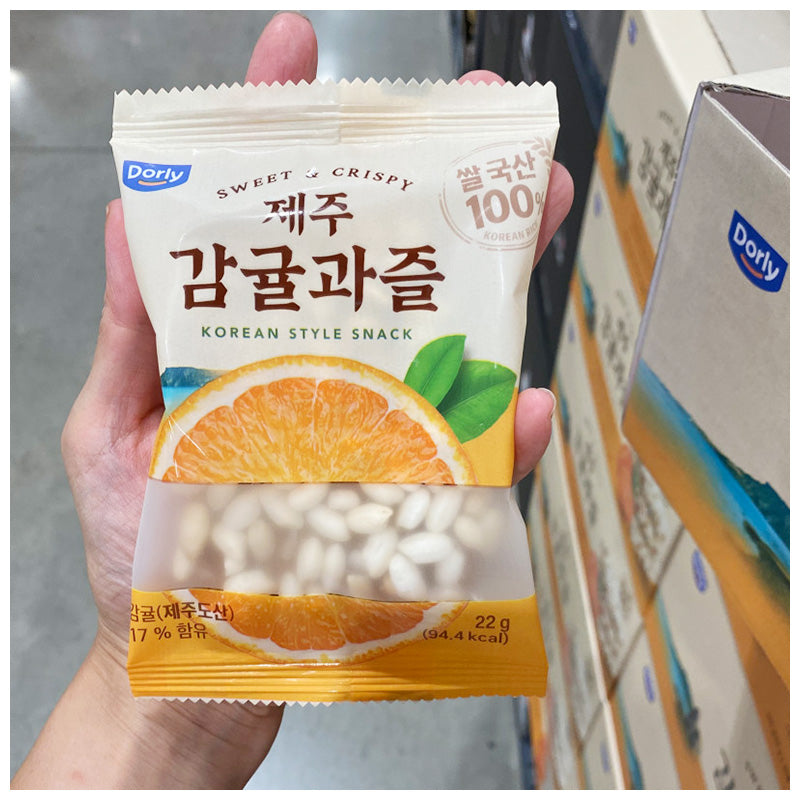 Dorly
SWEET & CRISPY
제주
감귤과즐
KOREAN STYLE SNACK
쌀 국산
100%
KOREAN RICE
감귤(제주도산)
17 % 함유
22 g
(94.4 kcal)
Dorly